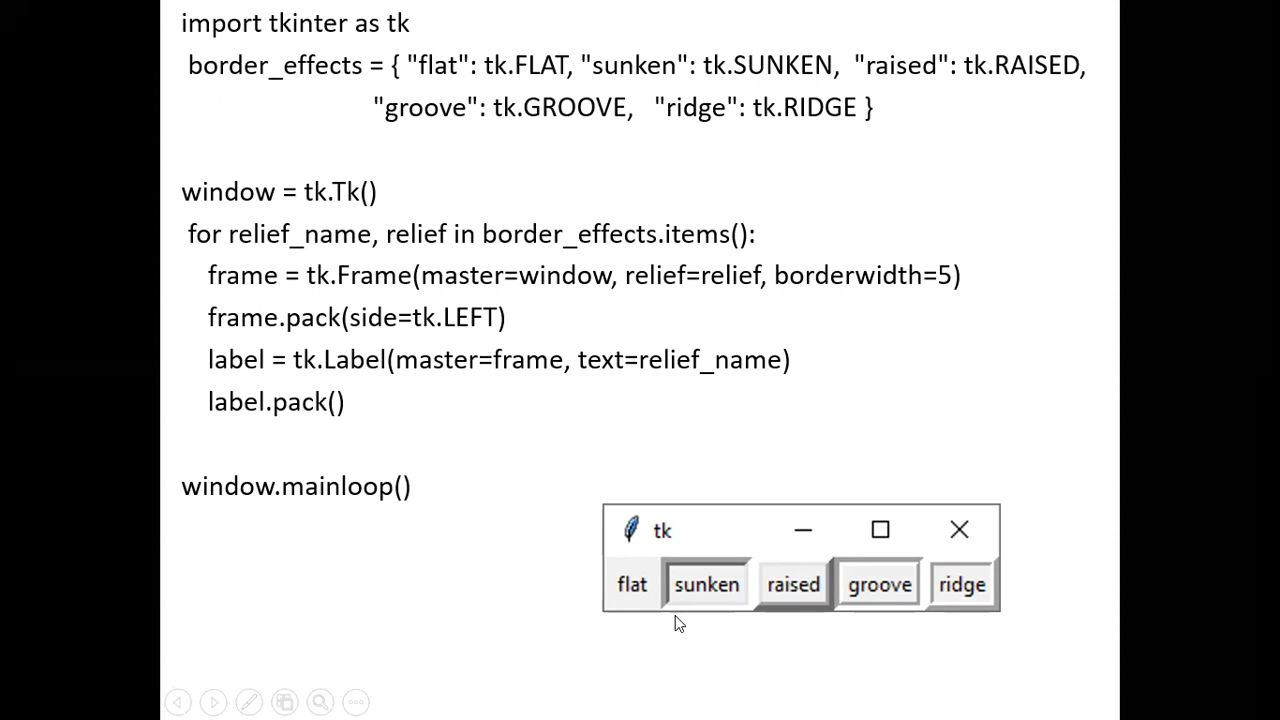 import tkinter as tk
border_effects = { "flat": tk.FLAT, "sunken": tk.SUNKEN,  "raised": tk.RAISED,
"groove": tk.GROOVE,   "ridge": tk.RIDGE }
window = tk.Tk()
for relief_name, relief in border_effects.items():
frame = tk.Frame(master=window, relief=relief, borderwidth=5)
frame.pack(side=tk.LEFT)
label = tk.Label(master=frame, text=relief_name)
label.pack()
window.mainloop()
tk
flat sunken raised groove ridge